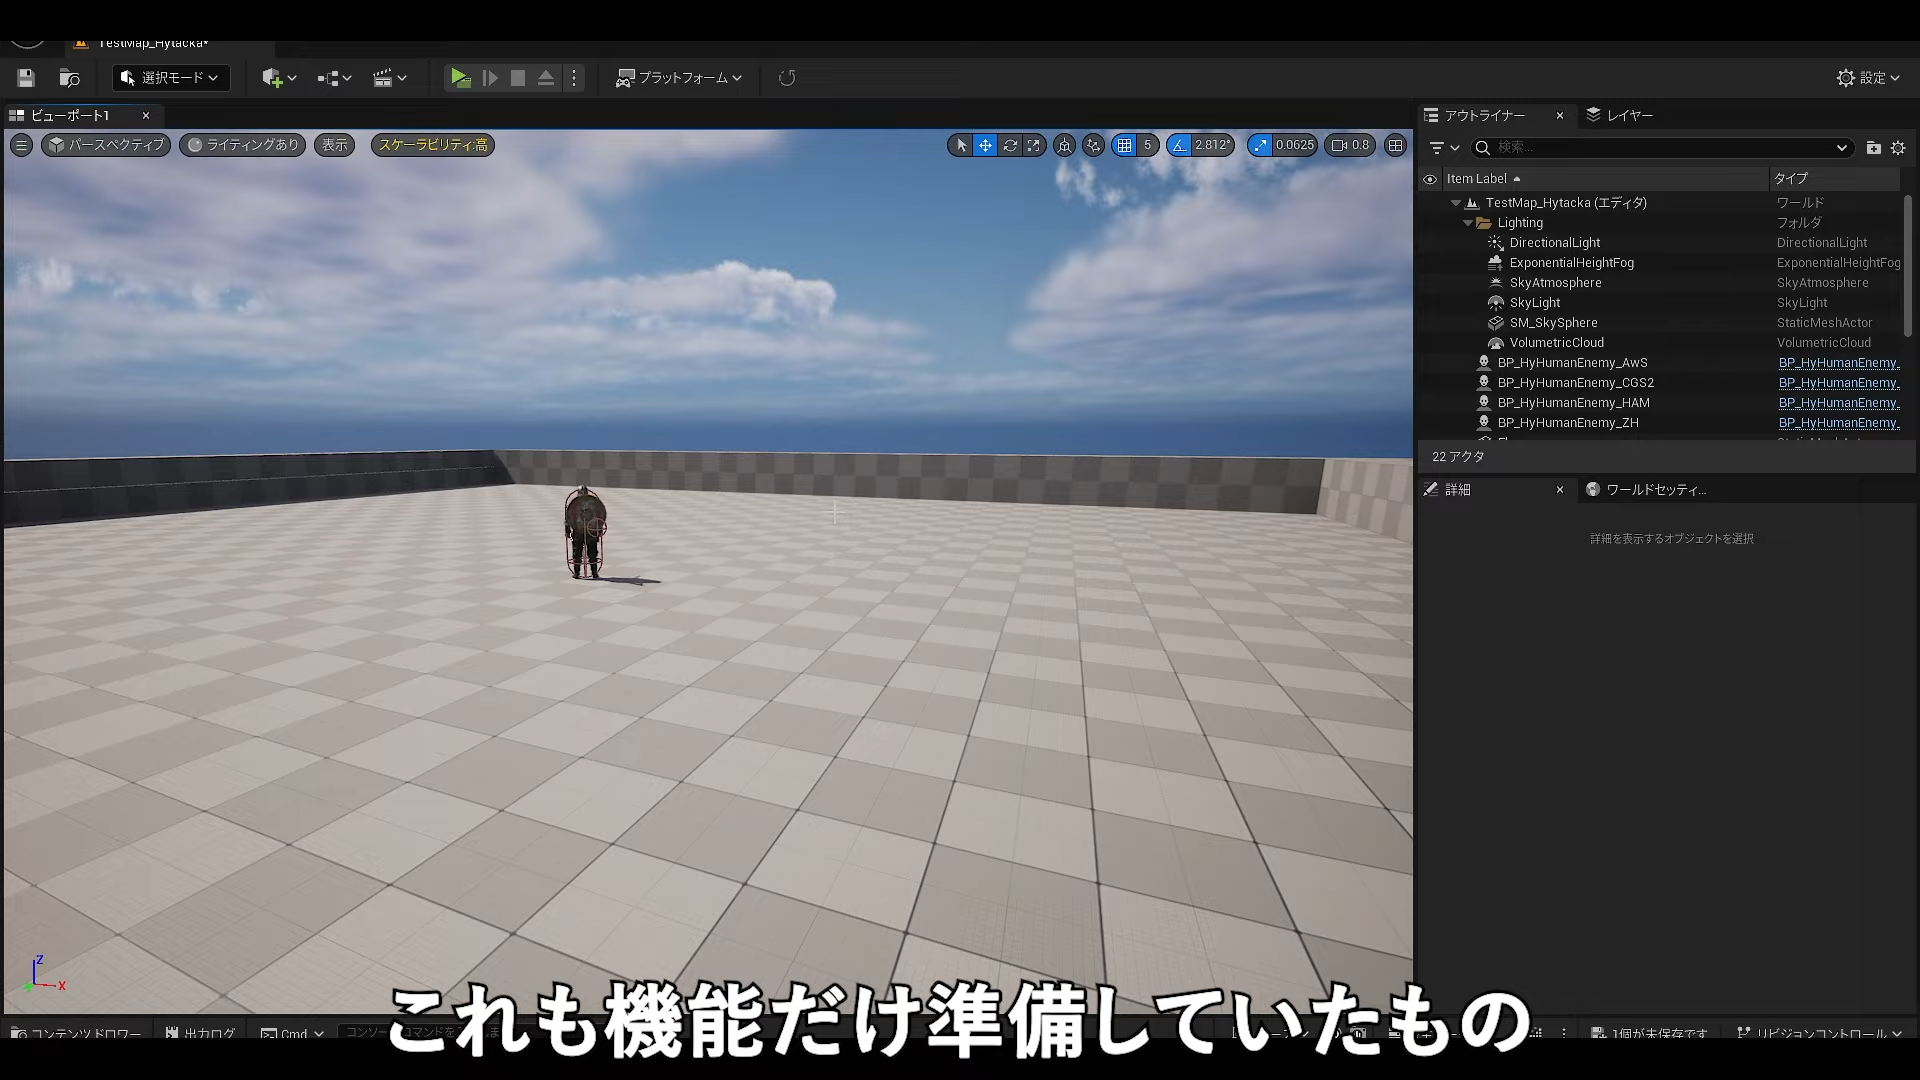 TestMap_Hytacka*
選択モード
プラットフォーム
設定
ビューポート1
アウトライナー
レイヤー
パースペクティブ
ライティングあり
表示
スケーラビリティ:高
5
2.812°
0.0625
0.8
検索...
Item Label
タイプ
TestMap_Hytacka (エディタ)
ワールド
Lighting
フォルダ
DirectionalLight
DirectionalLight
ExponentialHeightFog
ExponentialHeightFog
SkyAtmosphere
SkyAtmosphere
SkyLight
SkyLight
SM_SkySphere
StaticMeshActor
VolumetricCloud
VolumetricCloud
BP_HyHumanEnemy_AwS
BP_HyHumanEnemy_
BP_HyHumanEnemy_CGS2
BP_HyHumanEnemy_
BP_HyHumanEnemy_HAM
BP_HyHumanEnemy_
BP_HyHumanEnemy_ZH
BP_HyHumanEnemy_
22 アクタ
詳細
ワールドセッティ...
詳細を表示するオブジェクトを選択
Z
X
これも機能だけ準備していたもの
コンテンツドロワー
出力ログ
Cmd
1個が未保存です
リビジョンコントロール